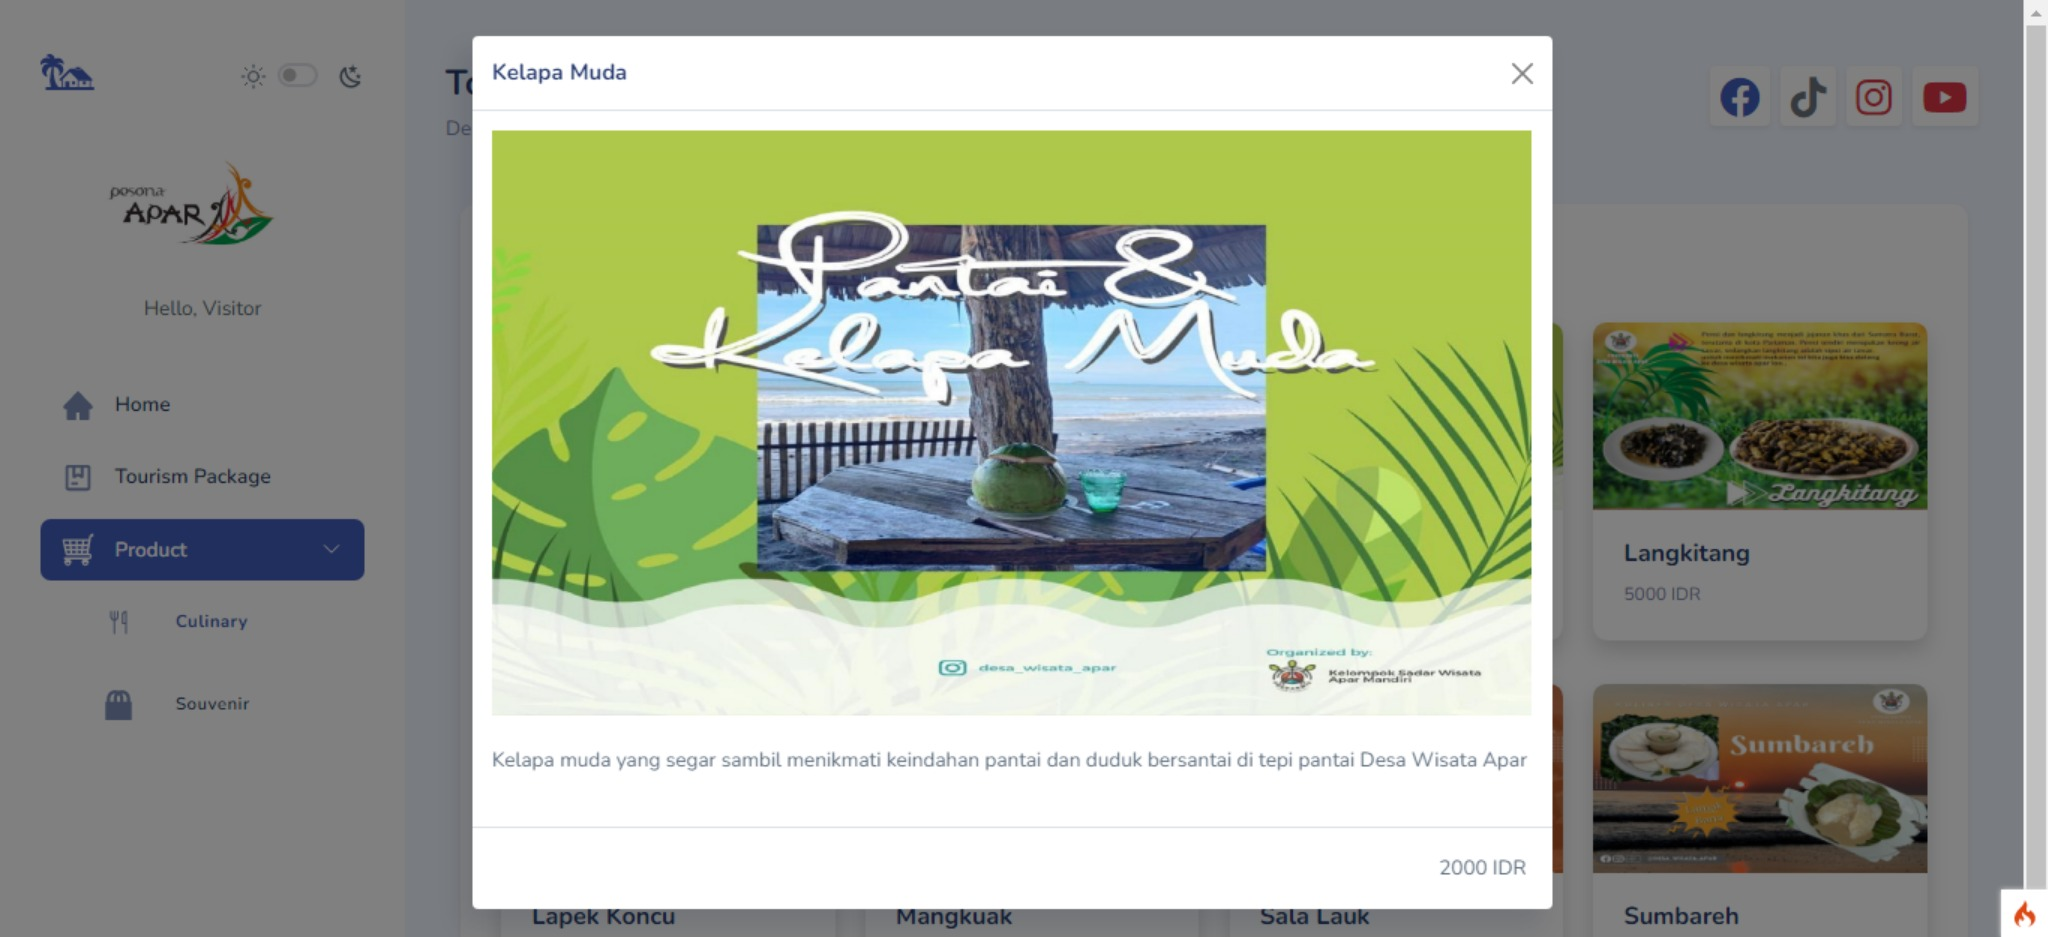 posona
APAR
Hello, Visitor
Home
Tourism Package
Product
Culinary
Souvenir
To
De
Kelapa Muda
Pantai &
Kelapa Muda
desa_wisata_apar
Organized by:
Kelompok Sadar Wisata
Apar Mandiri
Kelapa muda yang segar sambil menikmati keindahan pantai dan duduk bersantai di tepi pantai Desa Wisata Apar
2000 IDR
Langkitang
Langkitang
5000 IDR
Sumbareh
Lapek Koncu
Mangkuak
Sala Lauk
Sumbareh